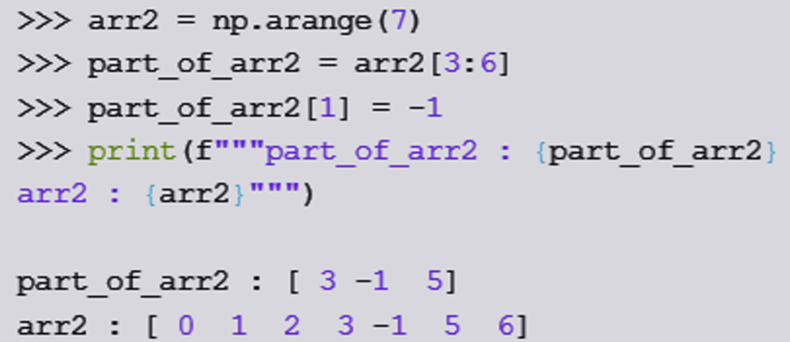 >>> arr2 = np.arange(7)
>>> part_of_arr2 = arr2[3:6]
>>> part_of_arr2[1] = -1
>>> print(f"""part_of_arr2 : {part_of_arr2}
arr2 : {arr2}""")
part_of_arr2 : [ 3 -1  5]
arr2 : [ 0  1  2  3 -1  5  6]